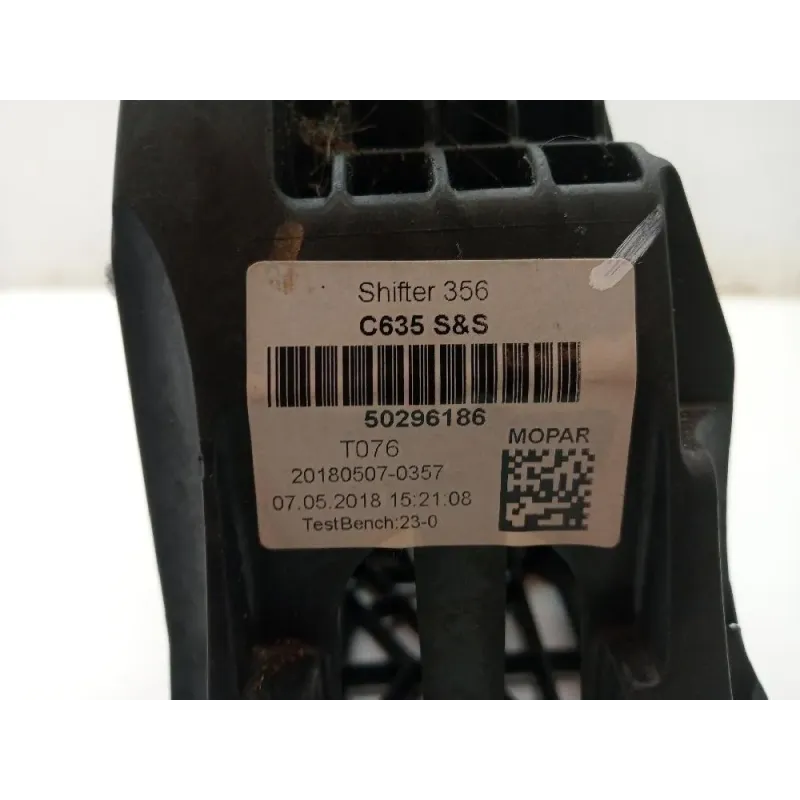 Shifter 356
C635 S&S
50296186
T076
MOPAR
20180507-0357
07.05.2018 15:21:08
TestBench:23-0